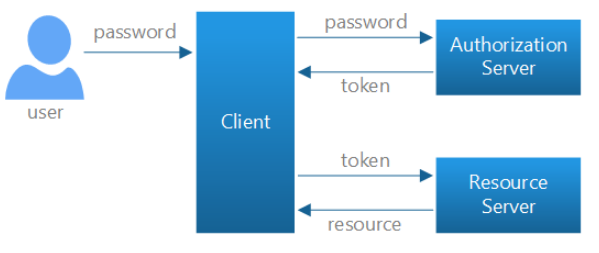 password
user
Client
password
Authorization
Server
token
token
Resource
Server
resource